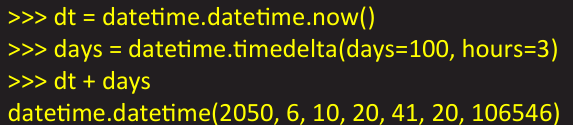 >>> dt = datetime.datetime.now()
>>> days = datetime.timedelta(days=100, hours=3)
>>> dt + days
datetime.datetime(2050, 6, 10, 20, 41, 20, 106546)